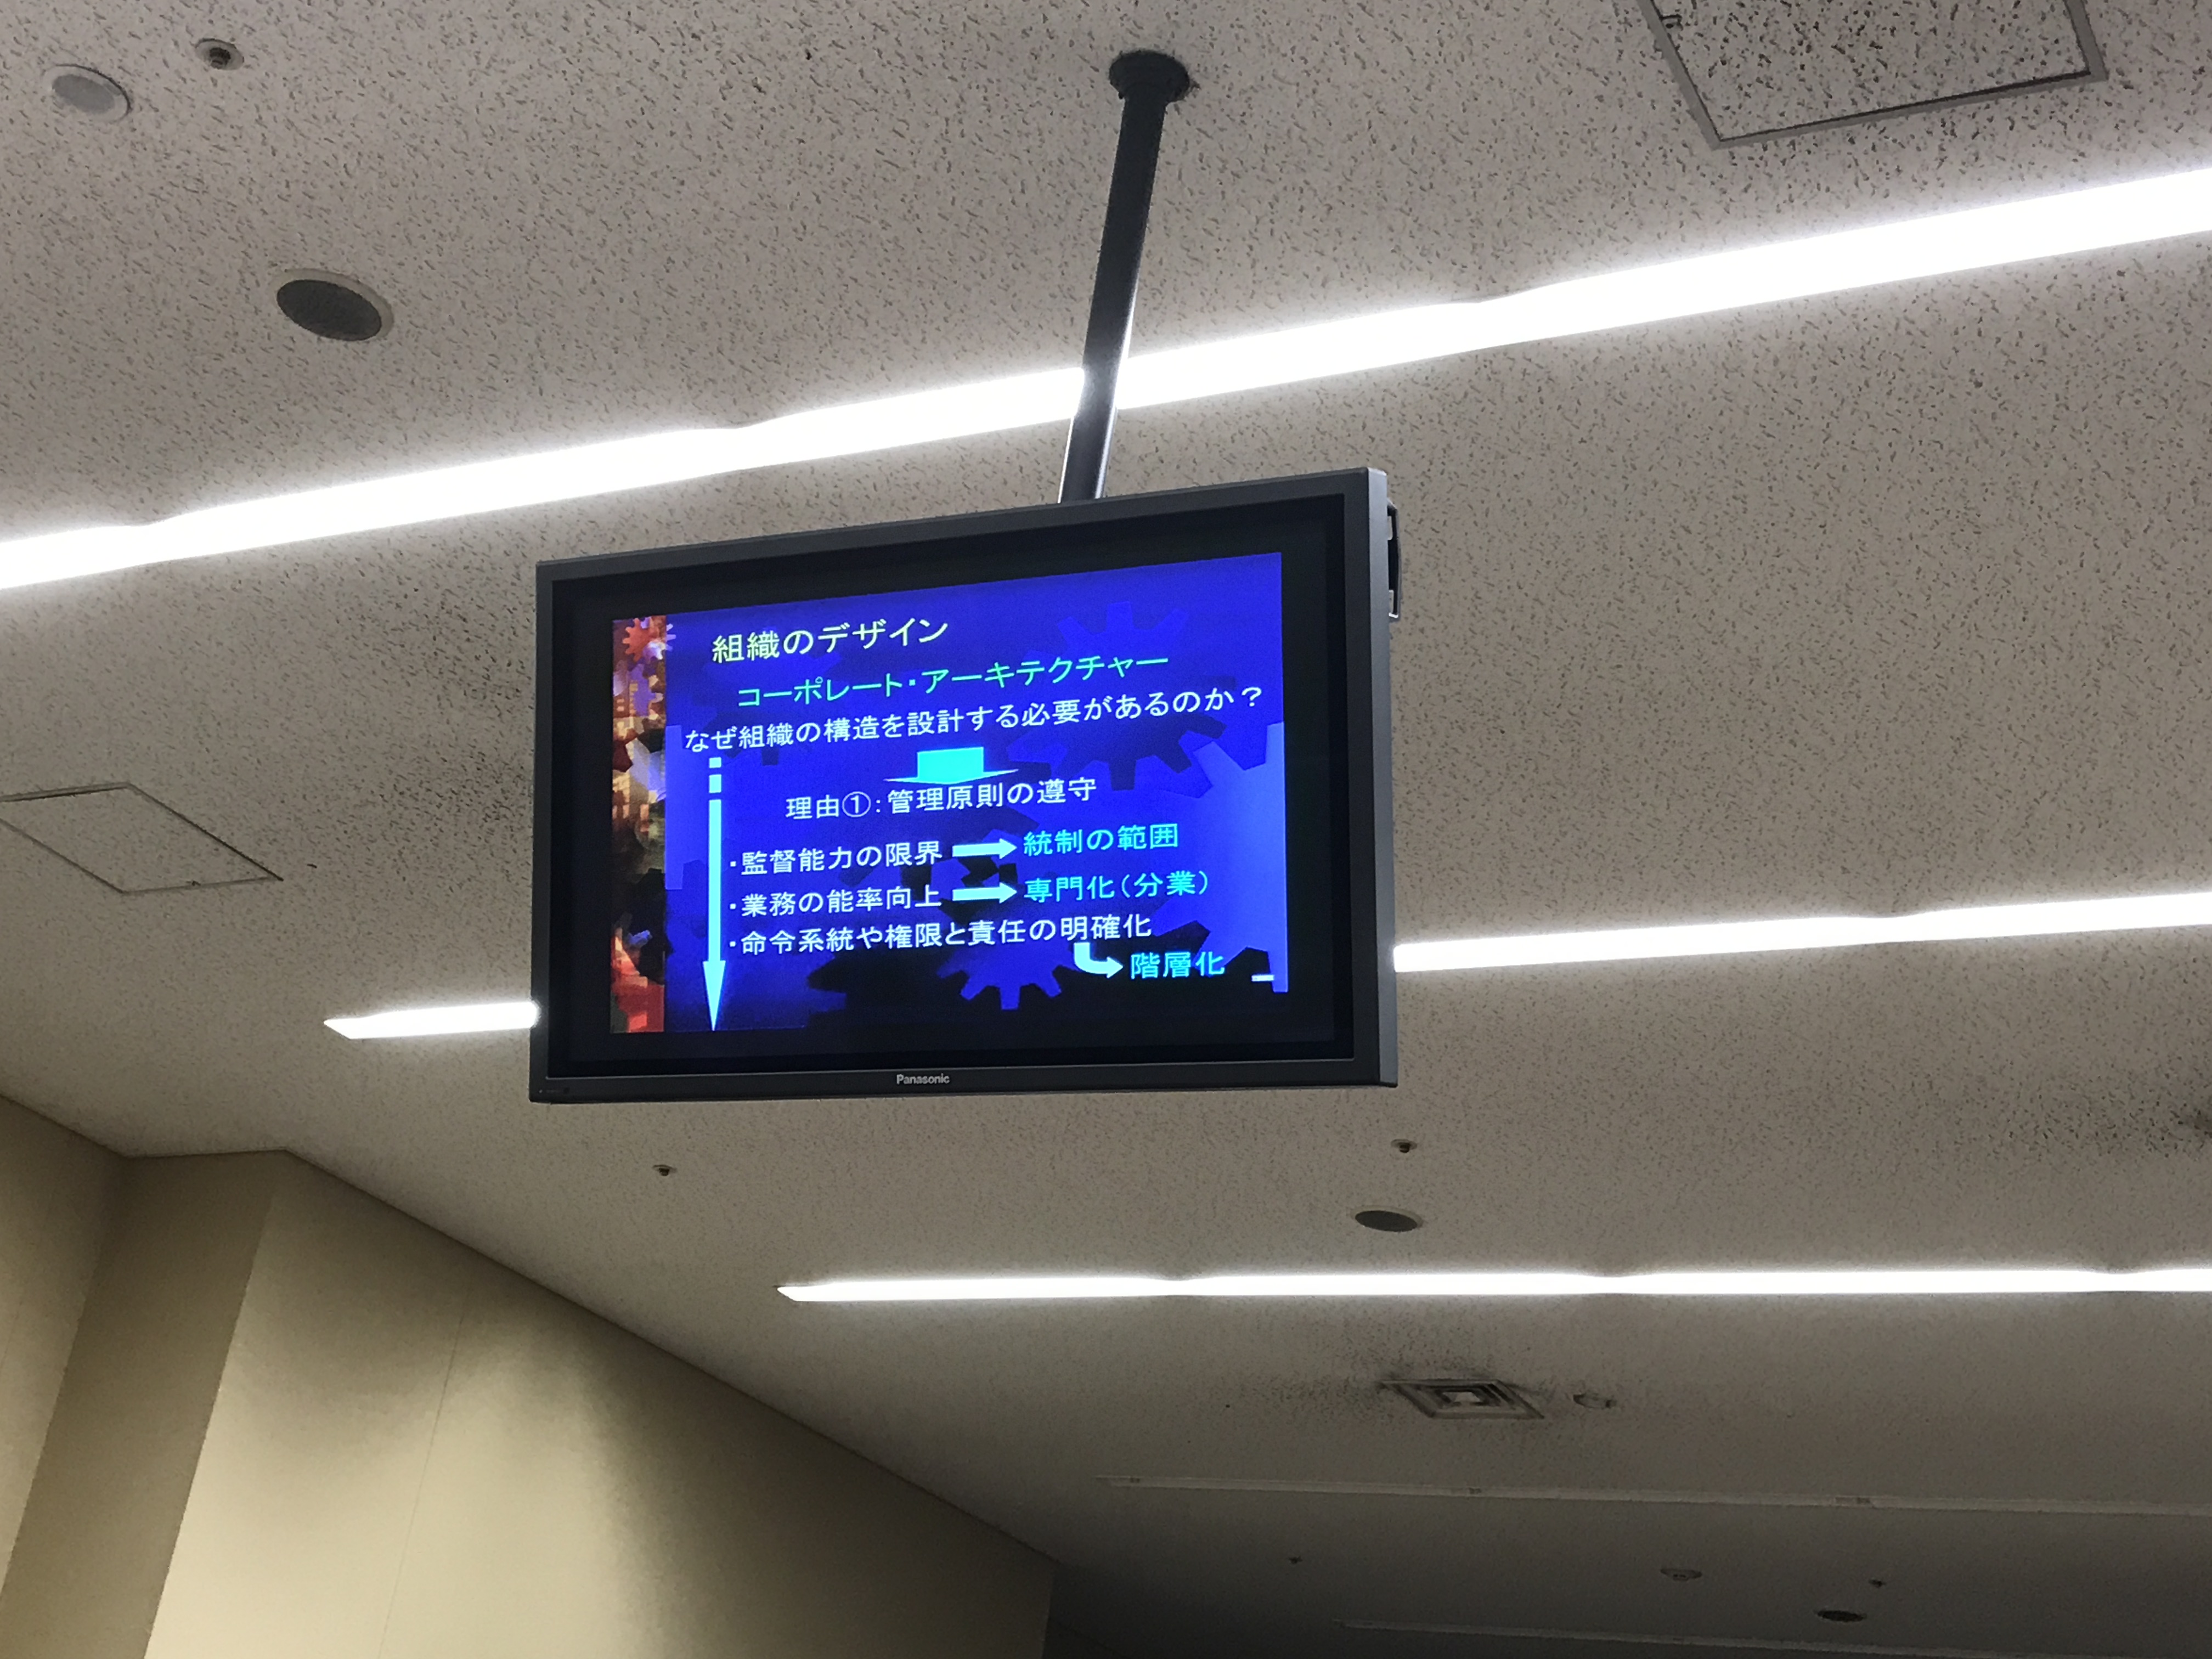 組織のデザイン
コーポレート・アーキテクチャー
なぜ組織の構造を設計する必要があるのか？
理由①：管理原則の遵守
・監督能力の限界 → 統制の範囲
・業務の能率向上 → 専門化（分業）
・命令系統や権限と責任の明確化
階層化
Panasonic